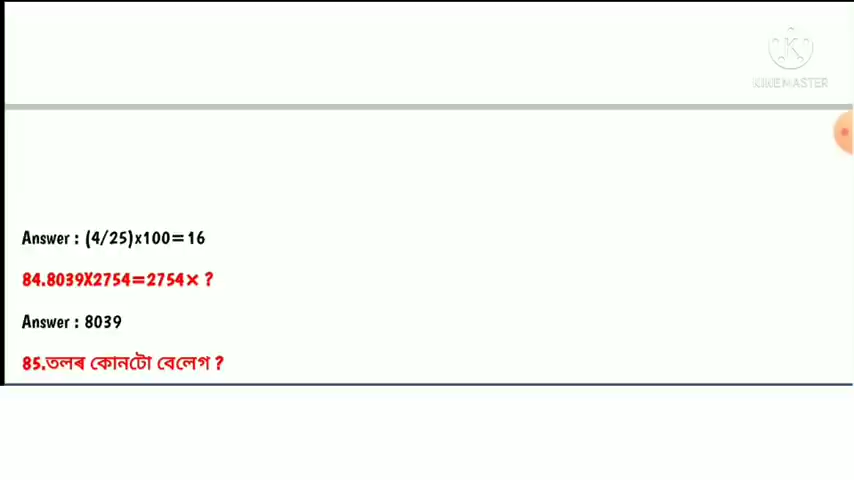 KINEMASTER
Answer : (4/25)x100=16
84.8039X2754=2754× ?
Answer : 8039
85.তলৰ কোনটো বেলেগ ?